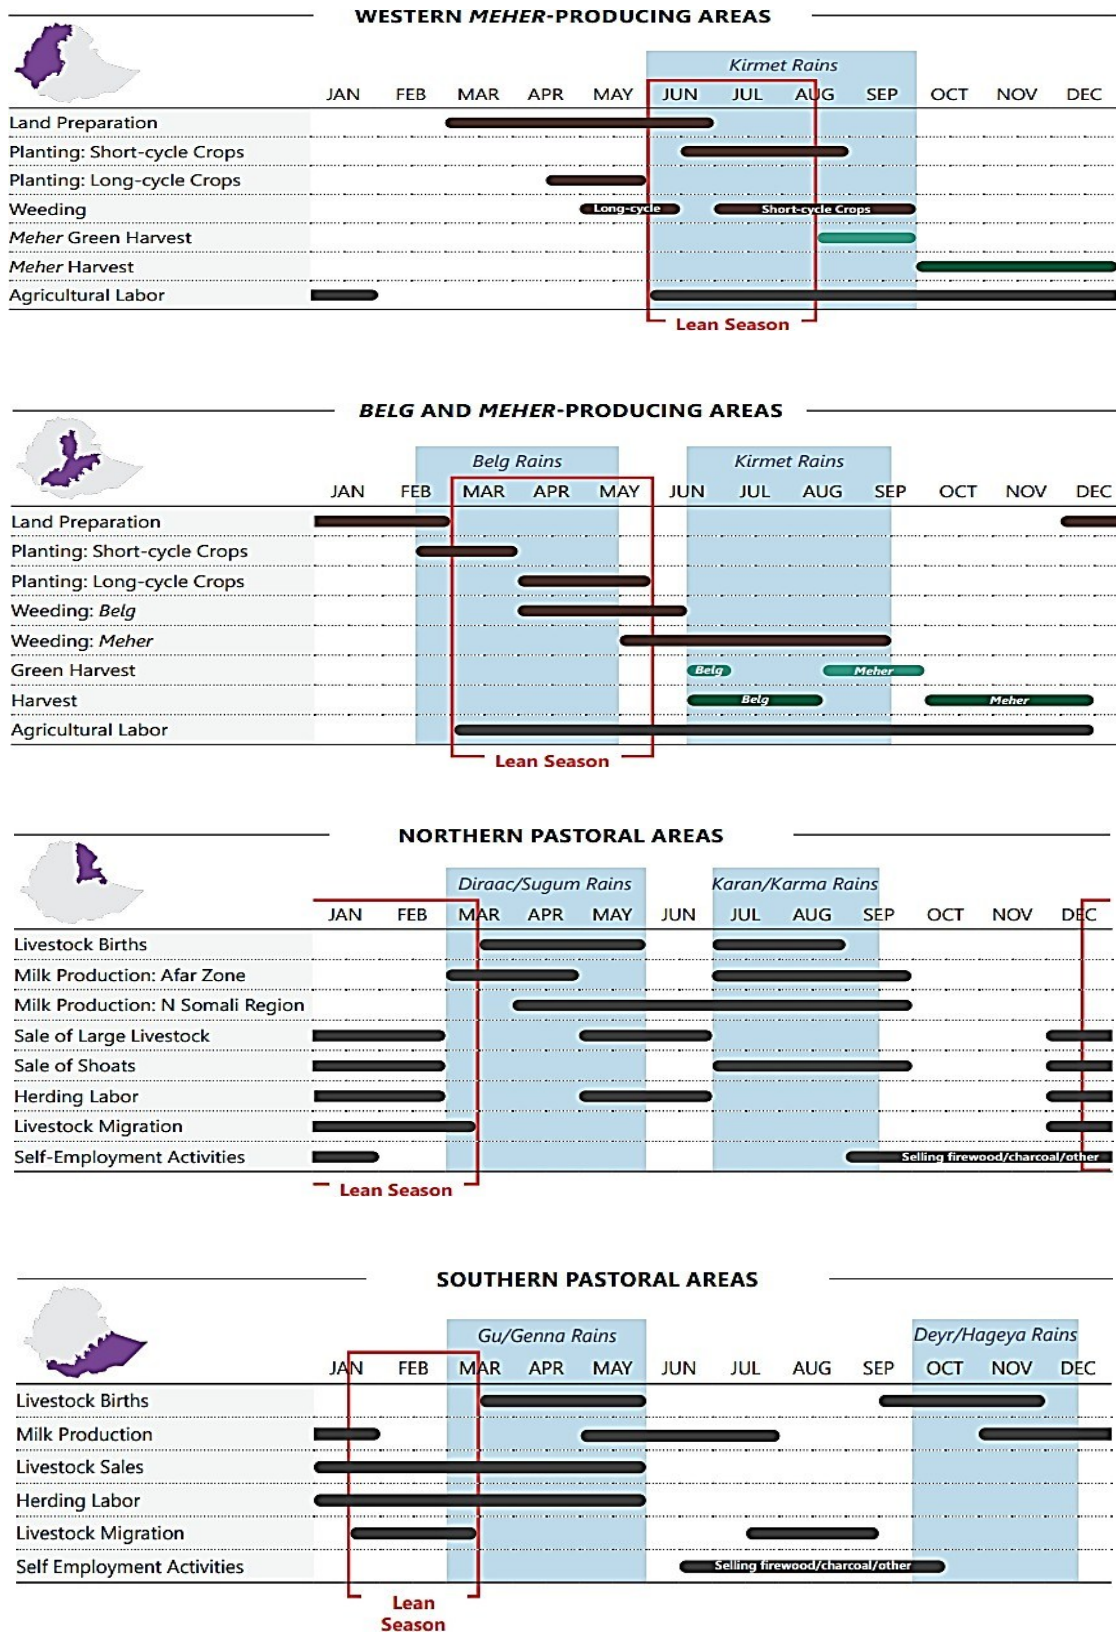 WESTERN MEHER-PRODUCING AREAS
Kirmet Rains
JAN FEB MAR APR MAY JUN JUL AUG SEP OCT NOV DEC
Land Preparation
Planting: Short-cycle Crops
Planting: Long-cycle Crops
Weeding Long-cycle Short-cycle Crops
Meher Green Harvest
Meher Harvest
Agricultural Labor
Lean Season
BELG AND MEHER-PRODUCING AREAS
Belg Rains Kirmet Rains
JAN FEB MAR APR MAY JUN JUL AUG SEP OCT NOV DEC
Land Preparation
Planting: Short-cycle Crops
Planting: Long-cycle Crops
Weeding: Belg
Weeding: Meher
Green Harvest Belg Meher
Harvest Belg Meher
Agricultural Labor
Lean Season
NORTHERN PASTORAL AREAS
Diraac/Sugum Rains Karan/Karma Rains
JAN FEB MAR APR MAY JUN JUL AUG SEP OCT NOV DEC
Livestock Births
Milk Production: Afar Zone
Milk Production: N Somali Region
Sale of Large Livestock
Sale of Shoats
Herding Labor
Livestock Migration
Self-Employment Activities Selling firewood/charcoal/other
Lean Season
SOUTHERN PASTORAL AREAS
Gu/Genna Rains Deyr/Hageya Rains
JAN FEB MAR APR MAY JUN JUL AUG SEP OCT NOV DEC
Livestock Births
Milk Production
Livestock Sales
Herding Labor
Livestock Migration
Self Employment Activities Selling firewood/charcoal/other
Lean
Season